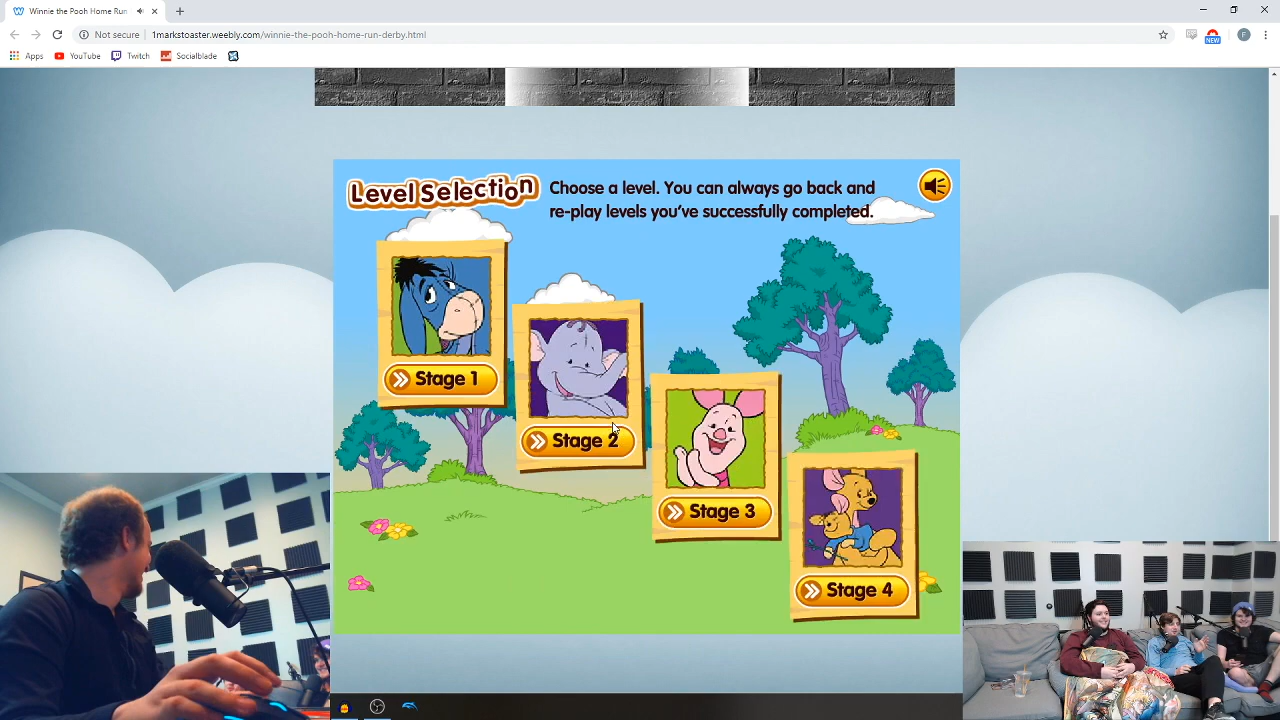 Winnie the Pooh Home Run
Not secure
1markstoaster.weebly.com/winnie-the-pooh-home-run-derby.html
NEW
F
Apps
YouTube
Twitch
Socialblade
Level Selection
Choose a level. You can always go back and
re-play levels you've successfully completed.
Stage 1
Stage 2
Stage 3
Stage 4